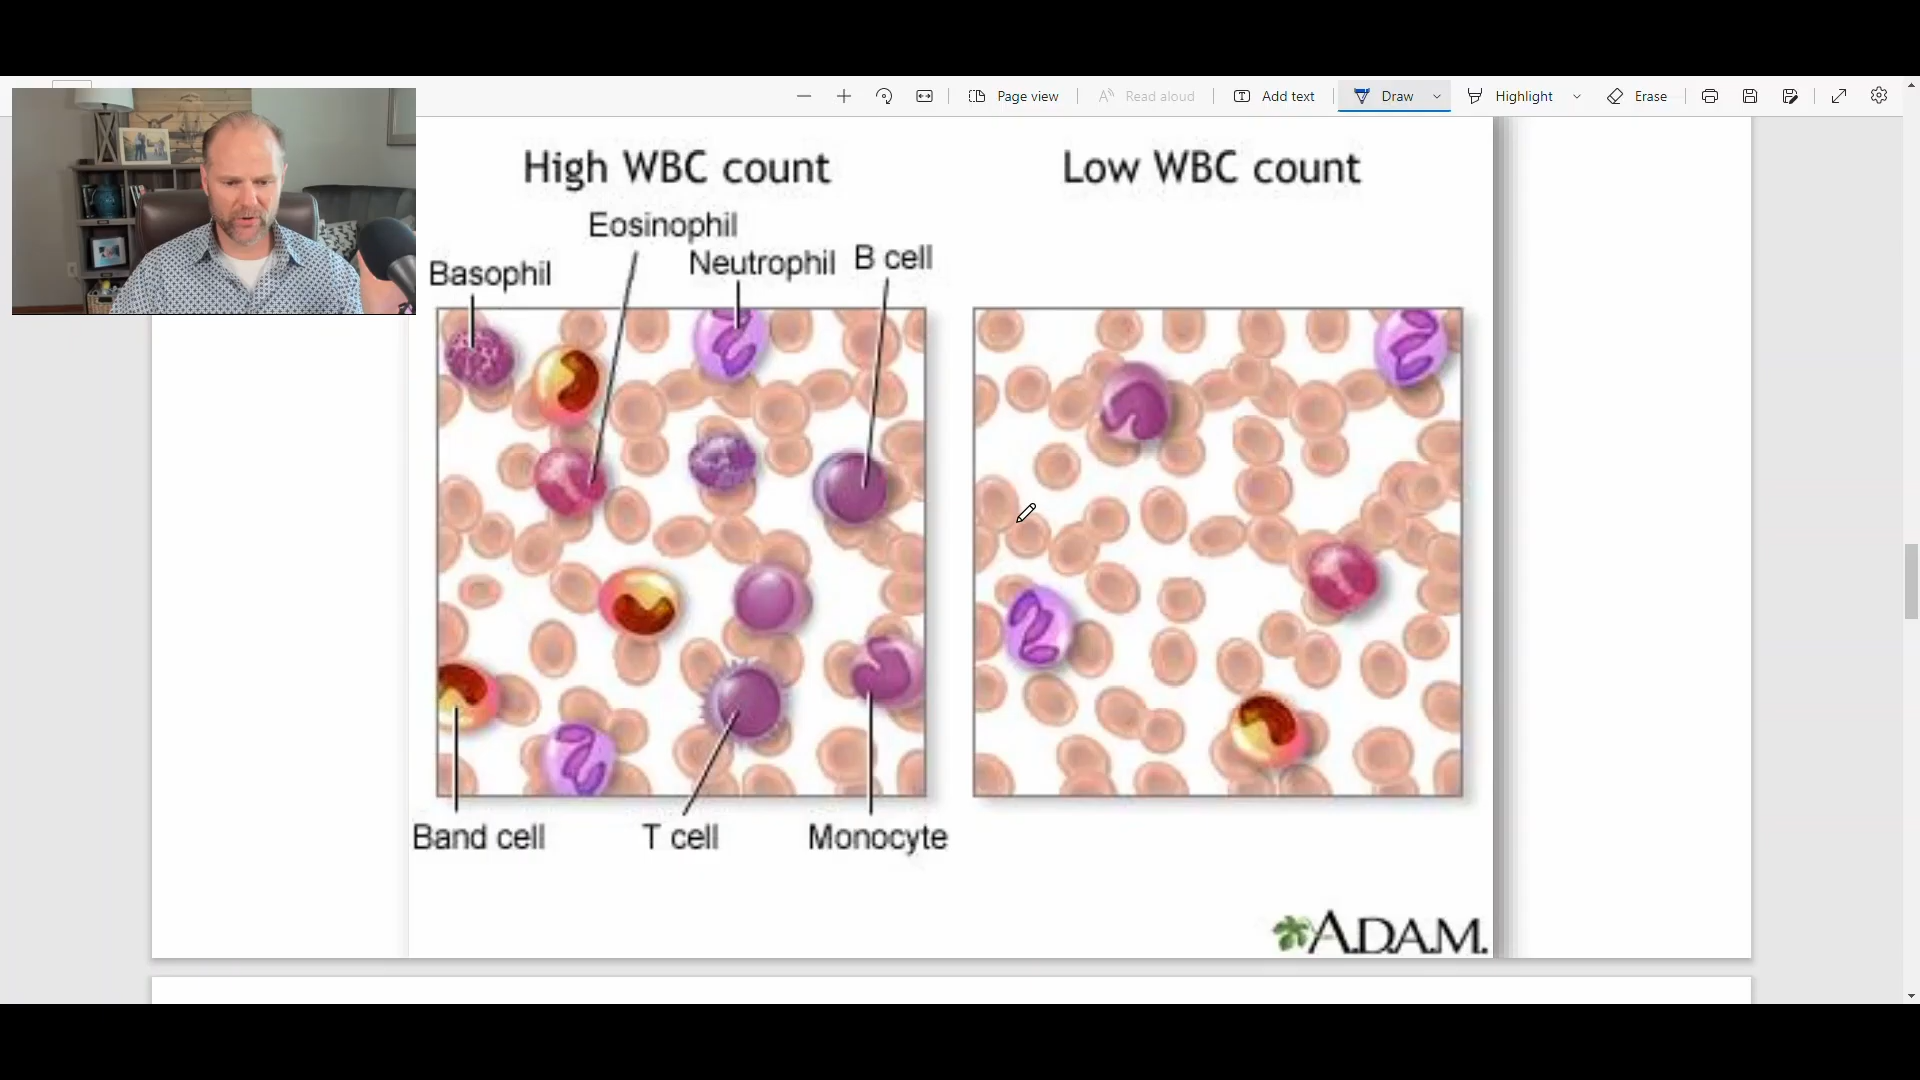 Page view
Read aloud
Add text
Draw
Highlight
Erase
High WBC count
Low WBC count
Eosinophil
Basophil
Neutrophil
B cell
Band cell
T cell
Monocyte
A.D.A.M.